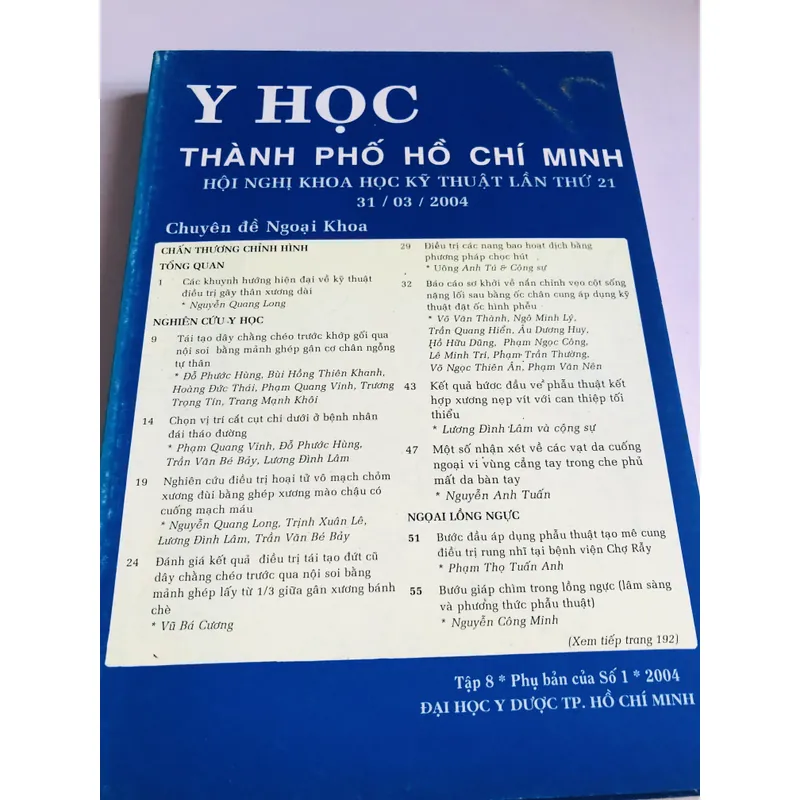 Y HỌC
THÀNH PHỐ HỒ CHÍ MINH
HỘI NGHỊ KHOA HỌC KỸ THUẬT LẦN THỨ 21
31 / 03 / 2004
Chuyên đề Ngoại Khoa
CHẤN THƯƠNG CHỈNH HÌNH
TỔNG QUAN
1 Các khuynh hướng hiện đại về kỹ thuật
điều trị gãy thân xương dài
* Nguyễn Quang Long
NGHIÊN CỨU Y HỌC
9 Tái tạo dây chằng chéo trước khớp gối qua
nội soi bằng mảnh ghép gân cơ chân ngỗng
tự thân
* Đỗ Phước Hùng, Bùi Hồng Thiên Khanh,
Hoàng Đức Thái, Phạm Quang Vinh, Trương
Trọng Tín, Trang Mạnh Khôi
14 Chọn vị trí cắt cụt chi dưới ở bệnh nhân
đái tháo đường
* Phạm Quang Vinh, Đỗ Phước Hùng,
Trần Văn Bé Bảy, Lương Đình Lâm
19 Nghiên cứu điều trị hoại tử vô mạch chỏm
xương đùi bằng ghép xương mào chậu có
cuống mạch máu
* Nguyễn Quang Long, Trịnh Xuân Lê,
Lương Đình Lâm, Trần Văn Bé Bảy
24 Đánh giá kết quả điều trị tái tạo đứt cũ
dây chằng chéo trước qua nội soi bằng
mảnh ghép lấy từ 1/3 giữa gân xương bánh
chè
* Vũ Bá Cương
29 Điều trị các nang bao hoạt dịch bằng
phương pháp chọc hút
* Uông Anh Tú & Cộng sự
32 Báo cáo sơ khởi về nắn chỉnh vẹo cột sống
nặng lối sau bằng ốc chân cung áp dụng kỹ
thuật đặt ốc hình phễu
* Võ Văn Thành, Ngô Minh Lý,
Trần Quang Hiển, Âu Dương Huy,
Hồ Hữu Dũng, Phạm Ngọc Công,
Lê Minh Trí, Phạm Trần Thường,
Võ Ngọc Thiên Ân, Phạm Văn Nên
43 Kết quả hước đầu về phẫu thuật kết
hợp xương nẹp vít với can thiệp tối
thiểu
* Lương Đình Lâm và cộng sự
47 Một số nhận xét về các vạt da cuống
ngoại vi vùng cẳng tay trong che phủ
mất da bàn tay
* Nguyễn Anh Tuấn
NGOẠI LỒNG NGỰC
51 Bước đầu áp dụng phẫu thuật tạo mê cung
điều trị rung nhĩ tại bệnh viện Chợ Rẫy
* Phạm Thọ Tuấn Anh
55 Bướu giáp chìm trong lồng ngực (lâm sàng
và phương thức phẫu thuật)
* Nguyễn Công Minh
(Xem tiếp trang 192)
Tập 8 * Phụ bản của Số 1 * 2004
ĐẠI HỌC Y DƯỢC TP. HỒ CHÍ MINH